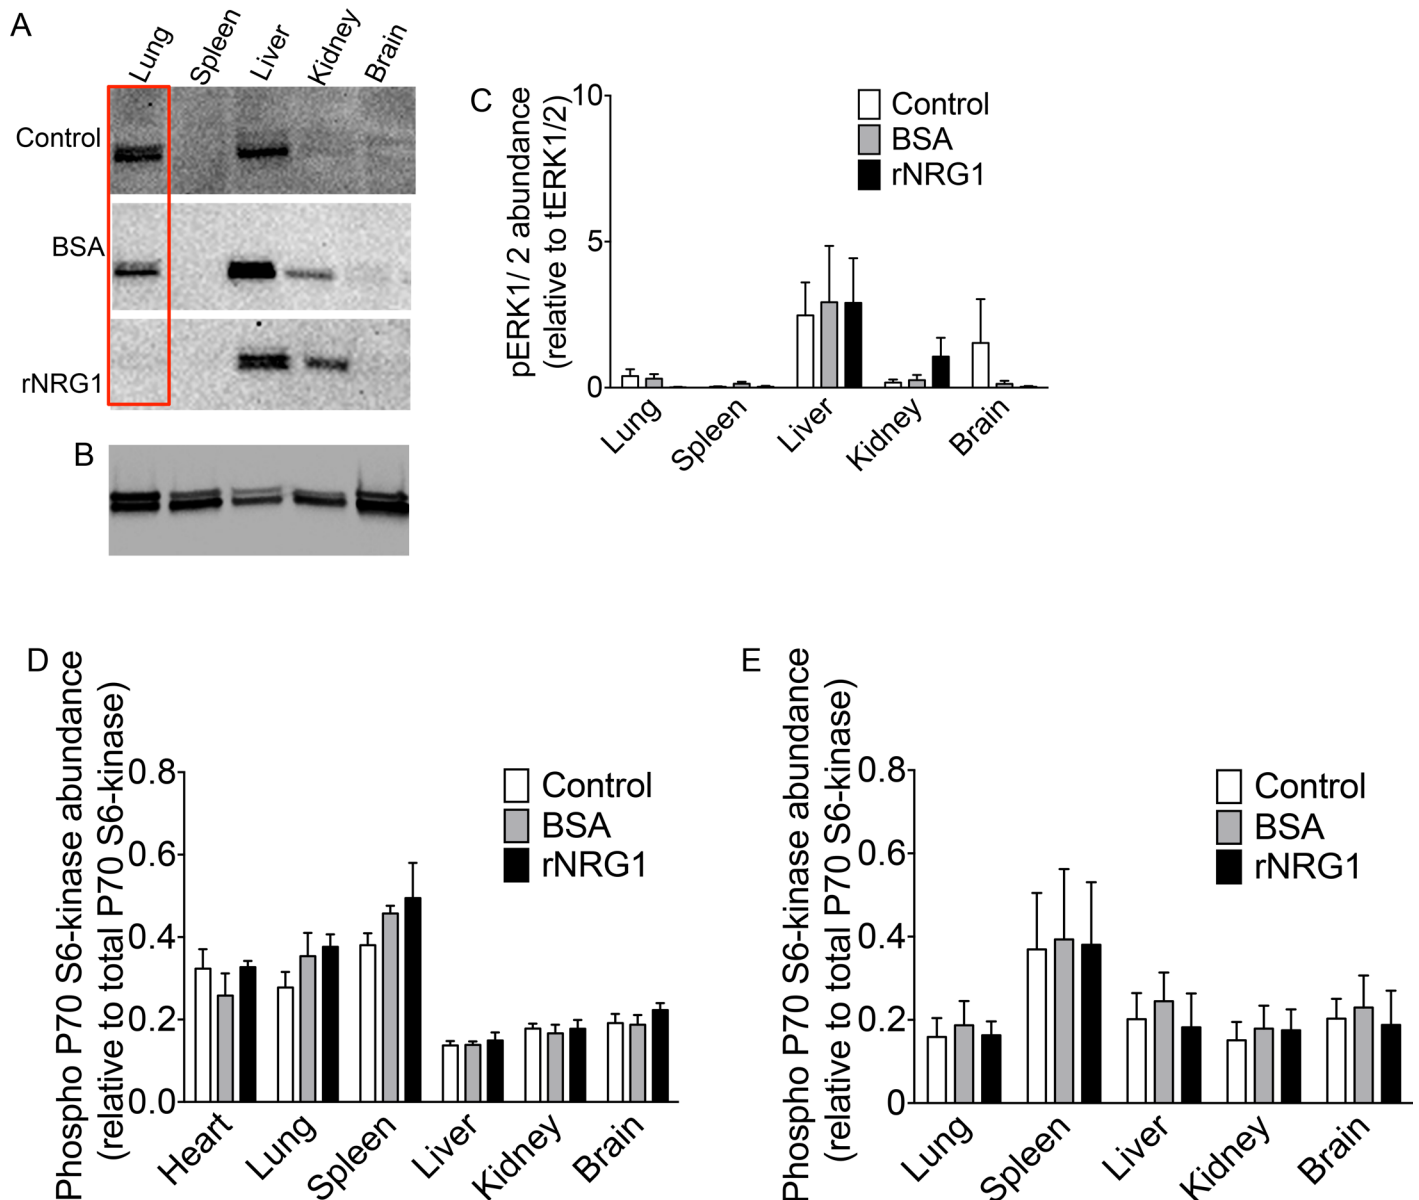 A
Lung
Spleen
Liver
Kidney
Brain
Control
BSA
rNRG1
B
C
pERK1/ 2 abundance
(relative to tERK1/2)
10
5
0
Control
BSA
rNRG1
Lung
Spleen
Liver
Kidney
Brain
D
Phospho P70 S6-kinase abundance
(relative to total P70 S6-kinase)
0.8
0.6
0.4
0.2
0.0
Control
BSA
rNRG1
Heart
Lung
Spleen
Liver
Kidney
Brain
E
Phospho P70 S6-kinase abundance
(relative to total P70 S6-kinase)
0.8
0.6
0.4
0.2
0
Control
BSA
rNRG1
Lung
Spleen
Liver
Kidney
Brain